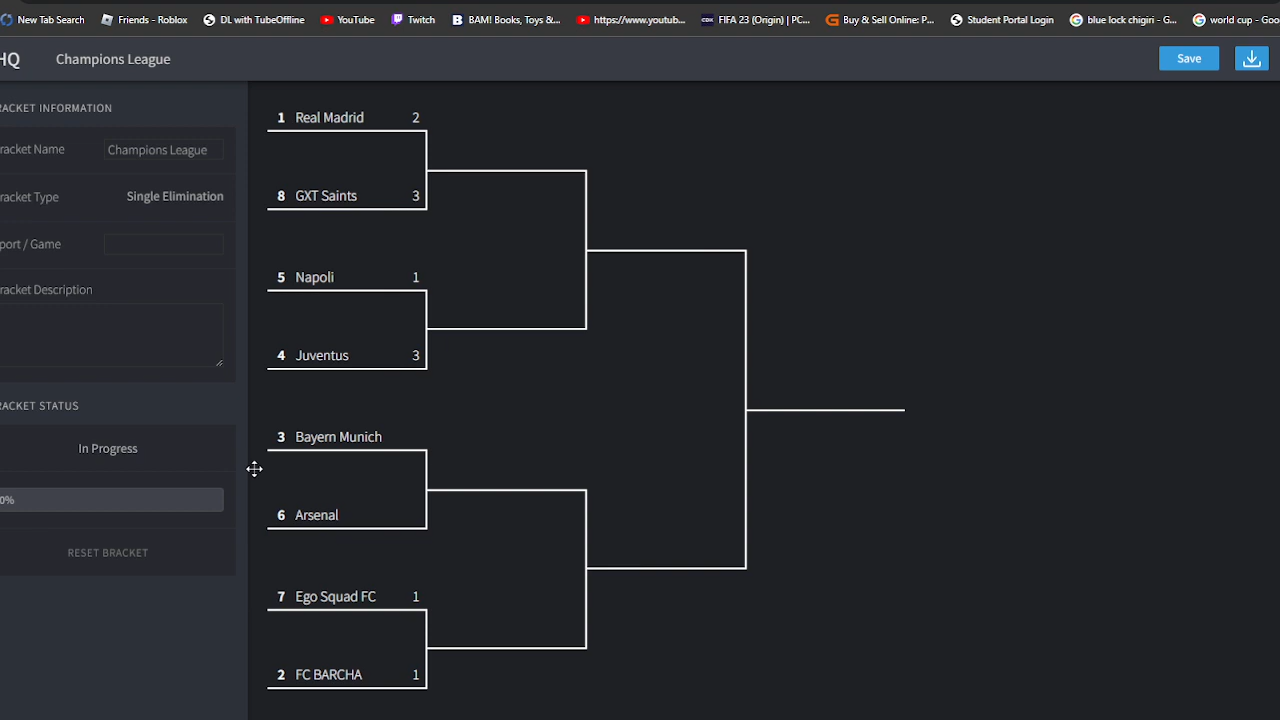 New Tab Search Friends - Roblox DL with TubeOffline YouTube Twitch BAM! Books, Toys &... https://www.youtub... FIFA 23 (Origin) | PC... Buy & Sell Online: P... Student Portal Login blue lock chigiri - G... world cup - Goo
HQ Champions League Save
RACKET INFORMATION
racket Name Champions League
racket Type Single Elimination
port / Game
racket Description
RACKET STATUS
In Progress
0%
RESET BRACKET
1 Real Madrid 2
8 GXT Saints 3
5 Napoli 1
4 Juventus 3
3 Bayern Munich
6 Arsenal
7 Ego Squad FC 1
2 FC BARCHA 1